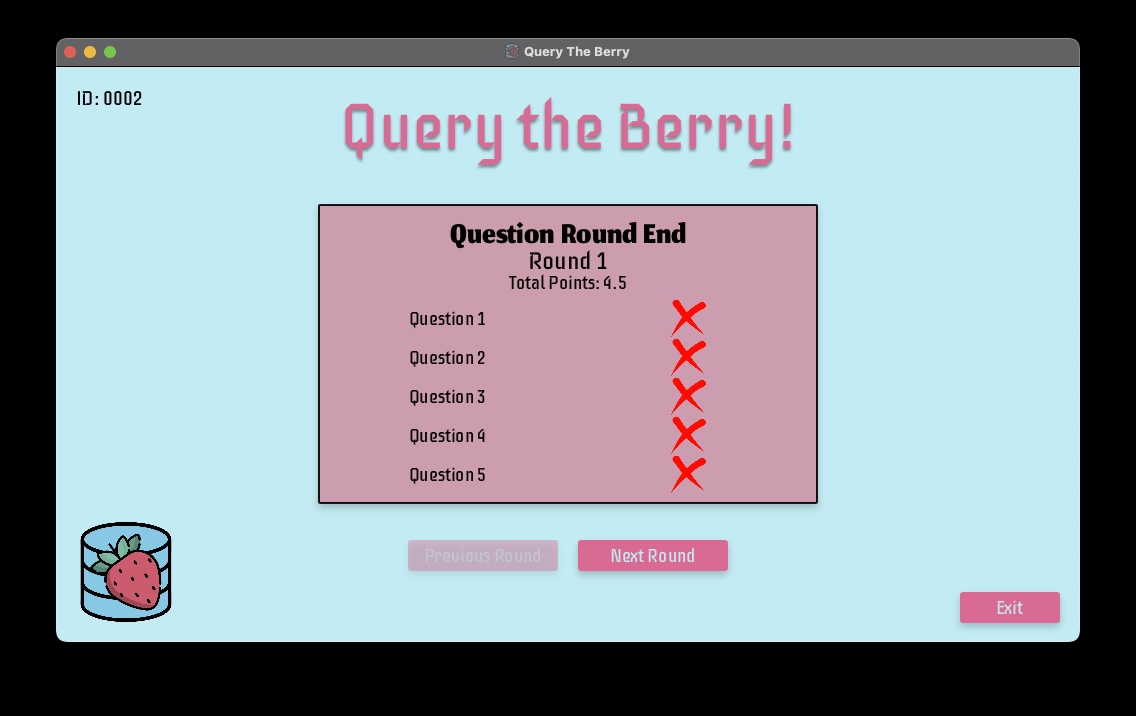 Query The Berry
ID: 0002
Query the Berry!
Question Round End
Round 1
Total Points: 4.5
Question 1
Question 2
Question 3
Question 4
Question 5
Previous Round
Next Round
Exit